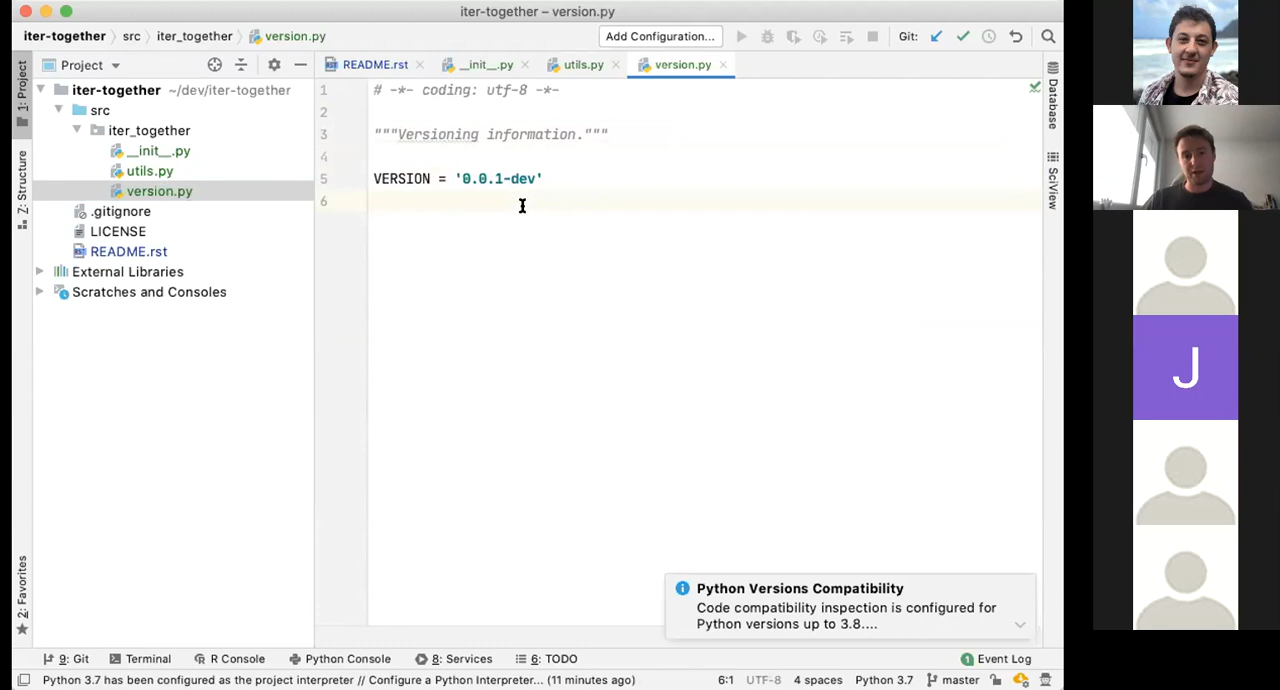 iter-together – version.py
iter-together src iter_together version.py
Add Configuration...
Git:
1: Project
Project
README.rst
__init__.py
utils.py
version.py
iter-together ~/dev/iter-together
src
iter_together
__init__.py
utils.py
version.py
.gitignore
LICENSE
README.rst
External Libraries
Scratches and Consoles
Z: Structure
2: Favorites
1 # -*- coding: utf-8 -*-
2
3 """Versioning information."""
4
5 VERSION = '0.0.1-dev'
6
Database
SciView
J
Python Versions Compatibility
Code compatibility inspection is configured for
Python versions up to 3.8....
9: Git Terminal R Console Python Console 8: Services 6: TODO 1 Event Log
Python 3.7 has been configured as the project interpreter // Configure a Python Interpreter... (11 minutes ago) 6:1 UTF-8 4 spaces Python 3.7 master